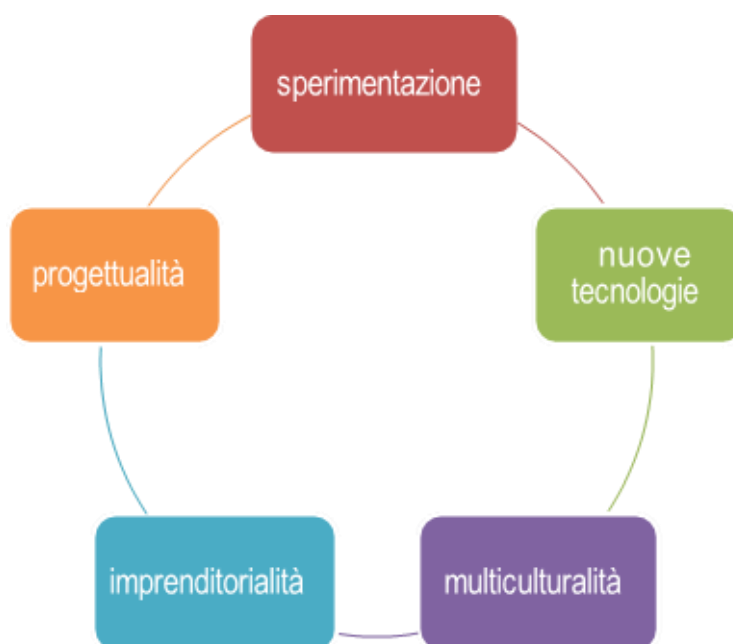 sperimentazione
progettualità
nuove
tecnologie
imprenditorialità
multiculturalità